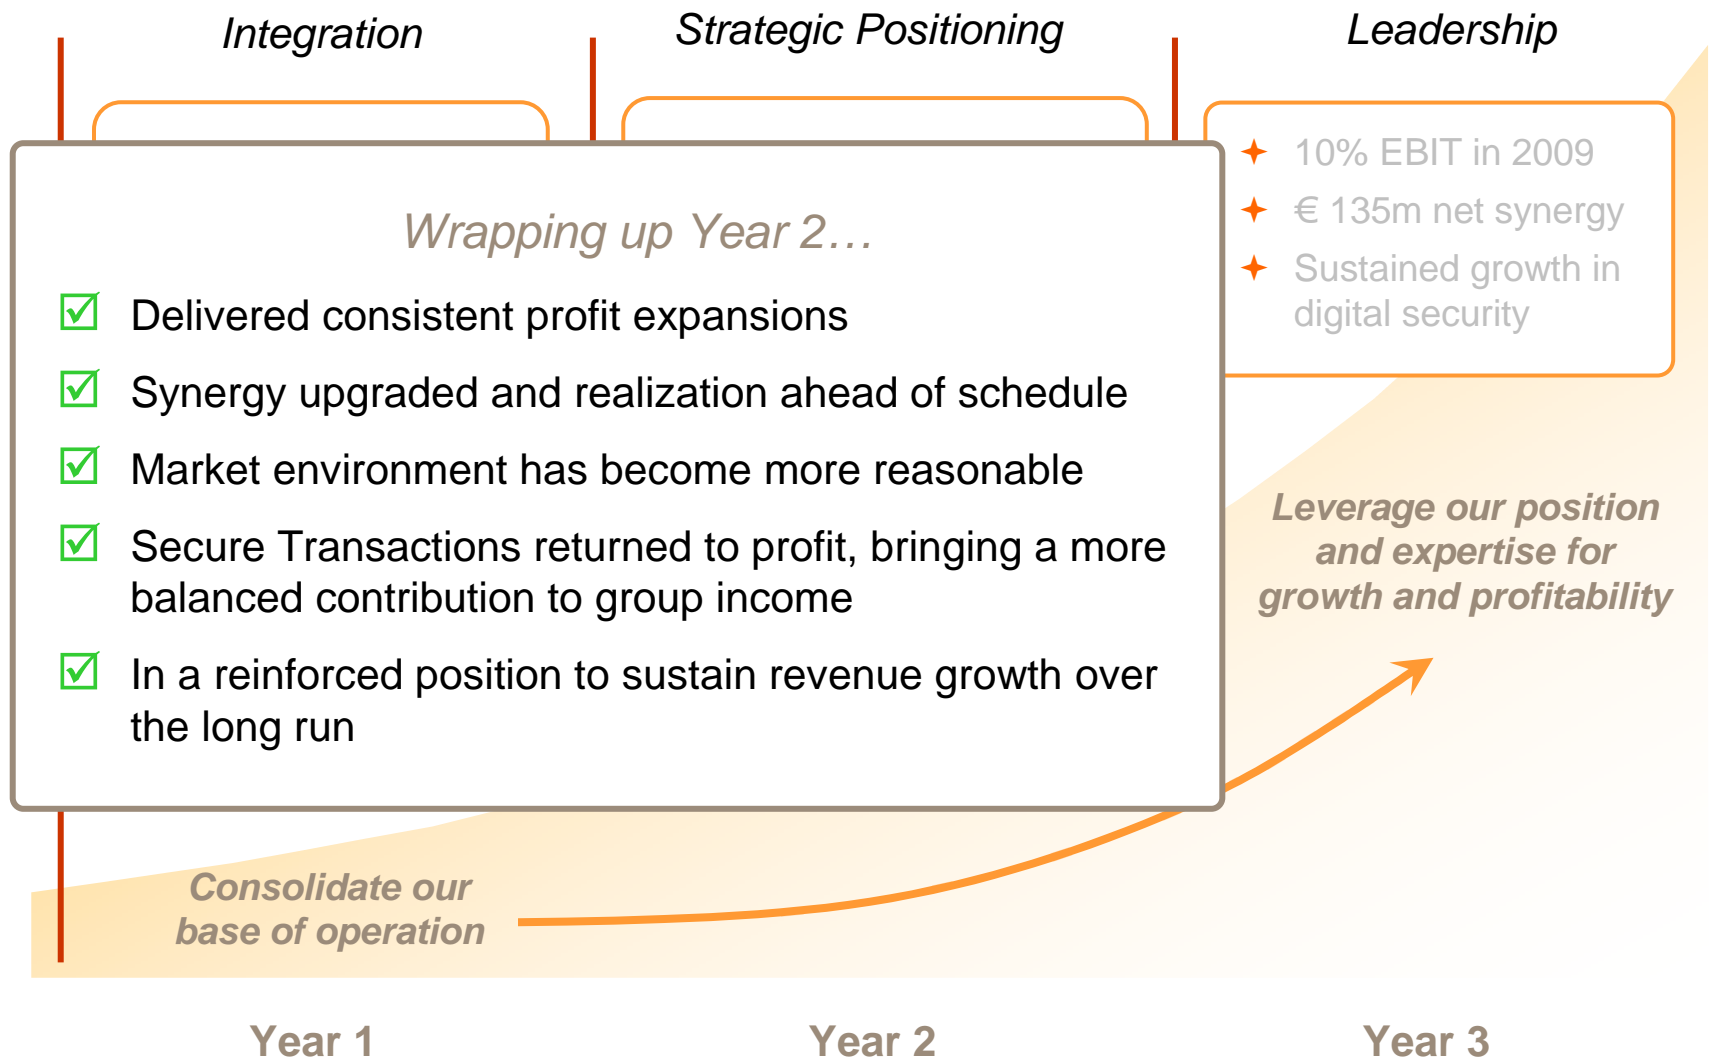 Integration
Strategic Positioning
Leadership
10% EBIT in 2009
€ 135m net synergy
Sustained growth in
digital security
Wrapping up Year 2…
Delivered consistent profit expansions
Synergy upgraded and realization ahead of schedule
Market environment has become more reasonable
Secure Transactions returned to profit, bringing a more
balanced contribution to group income
In a reinforced position to sustain revenue growth over
the long run
Leverage our position
and expertise for
growth and profitability
Consolidate our
base of operation
Year 1
Year 2
Year 3